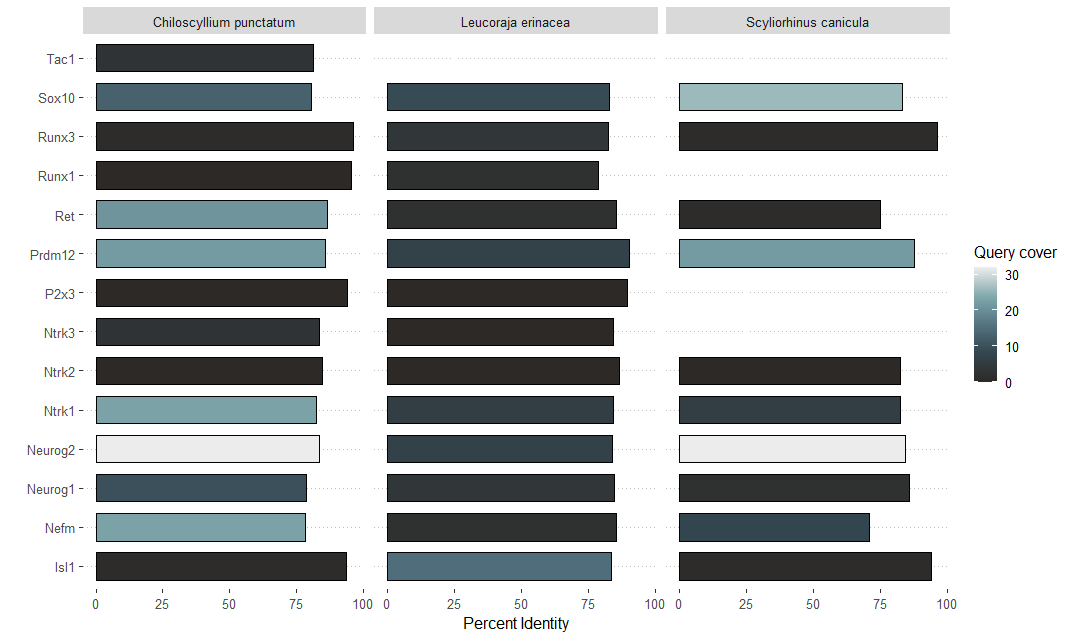 Chiloscyllium punctatum
Leucoraja erinacea
Scyliorhinus canicula
Tac1
Sox10
Runx3
Runx1
Ret
Prdm12
P2x3
Ntrk3
Ntrk2
Ntrk1
Neurog2
Neurog1
Nefm
Isl1
0 25 50 75 100 0 25 50 75 100 0 25 50 75 100
Percent Identity
Query cover
30
20
10
0